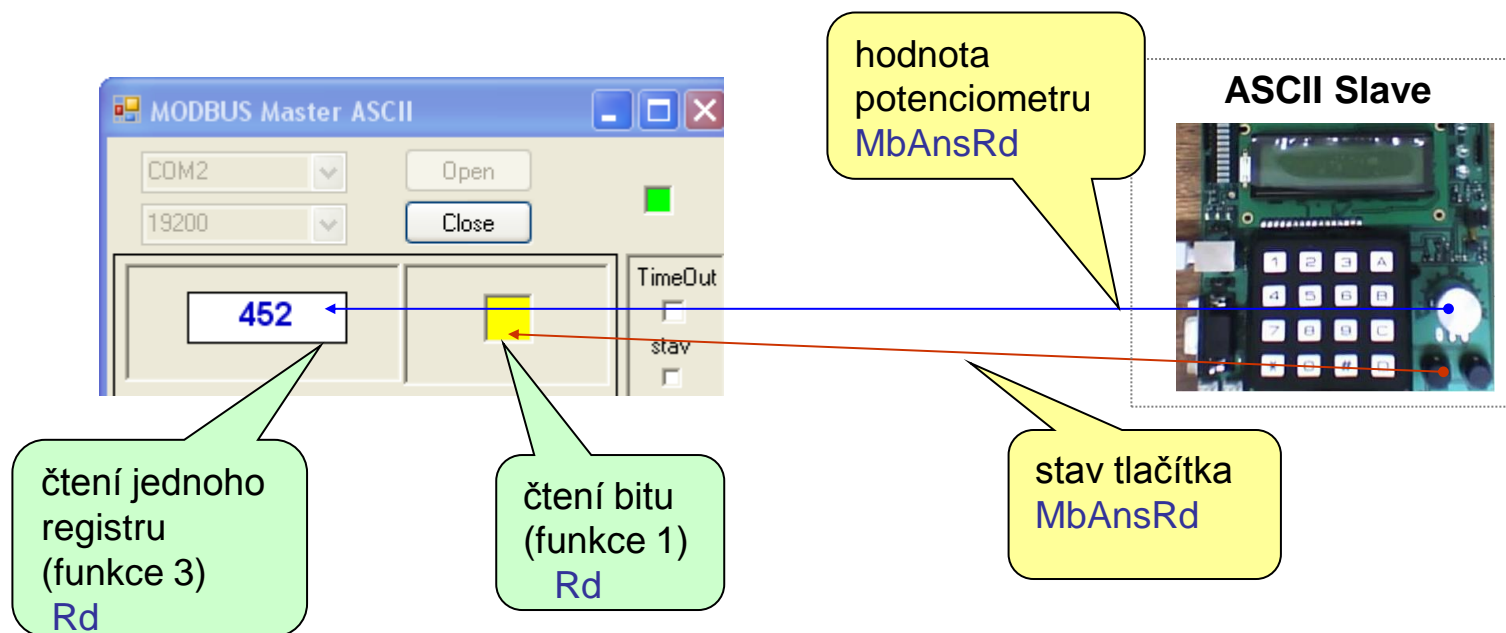 hodnota
potenciometru
MbAnsRd
ASCII Slave
MODBUS Master ASCII
COM2
Open
19200
Close
TimeOut
452
stav
1 2 3 A
4 5 6 B
7 8 9 C
* 0 # D
čtení jednoho
registru
(funkce 3)
Rd
čtení bitu
(funkce 1)
Rd
stav tlačítka
MbAnsRd